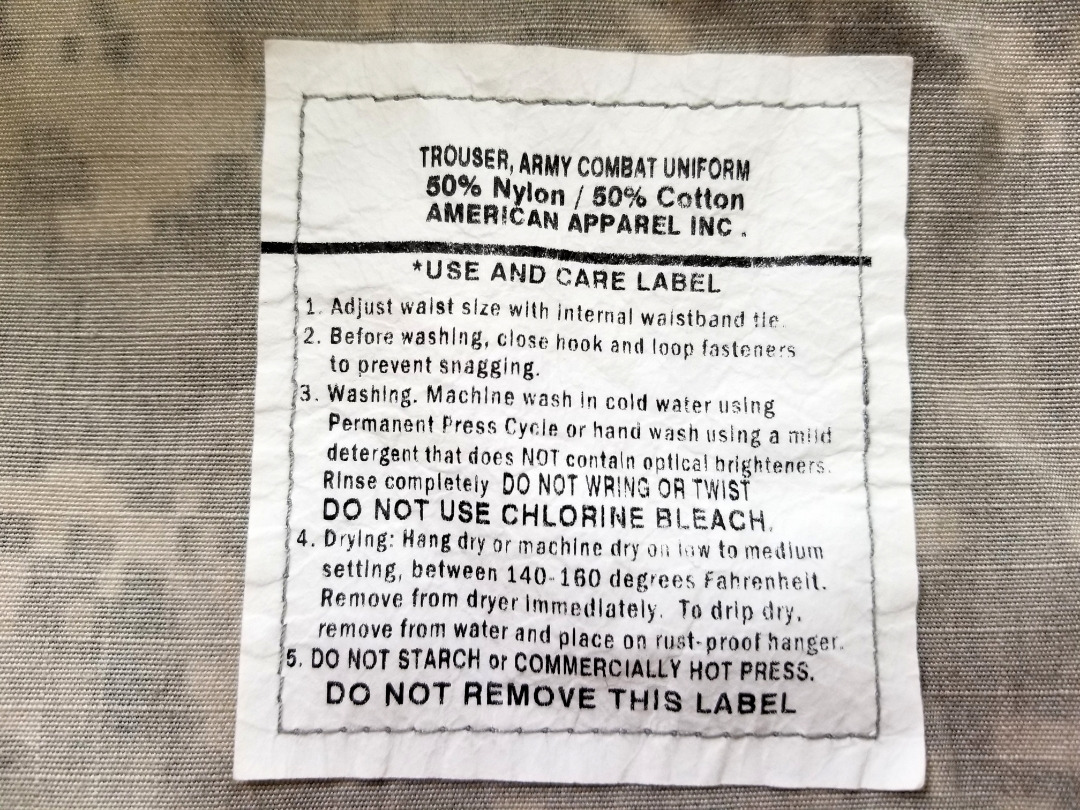 TROUSER, ARMY COMBAT UNIFORM
50% Nylon / 50% Cotton
AMERICAN APPAREL INC .
*USE AND CARE LABEL
1. Adjust waist size with internal waistband tie.
2. Before washing, close hook and loop fasteners
to prevent snagging.
3. Washing. Machine wash in cold water using
Permanent Press Cycle or hand wash using a mild
detergent that does NOT contain optical brighteners.
Rinse completely DO NOT WRING OR TWIST
DO NOT USE CHLORINE BLEACH.
4. Drying: Hang dry or machine dry on low to medium
setting, between 140-160 degrees Fahrenheit.
Remove from dryer immediately. To drip dry,
remove from water and place on rust-proof hanger.
5. DO NOT STARCH or COMMERCIALLY HOT PRESS.
DO NOT REMOVE THIS LABEL